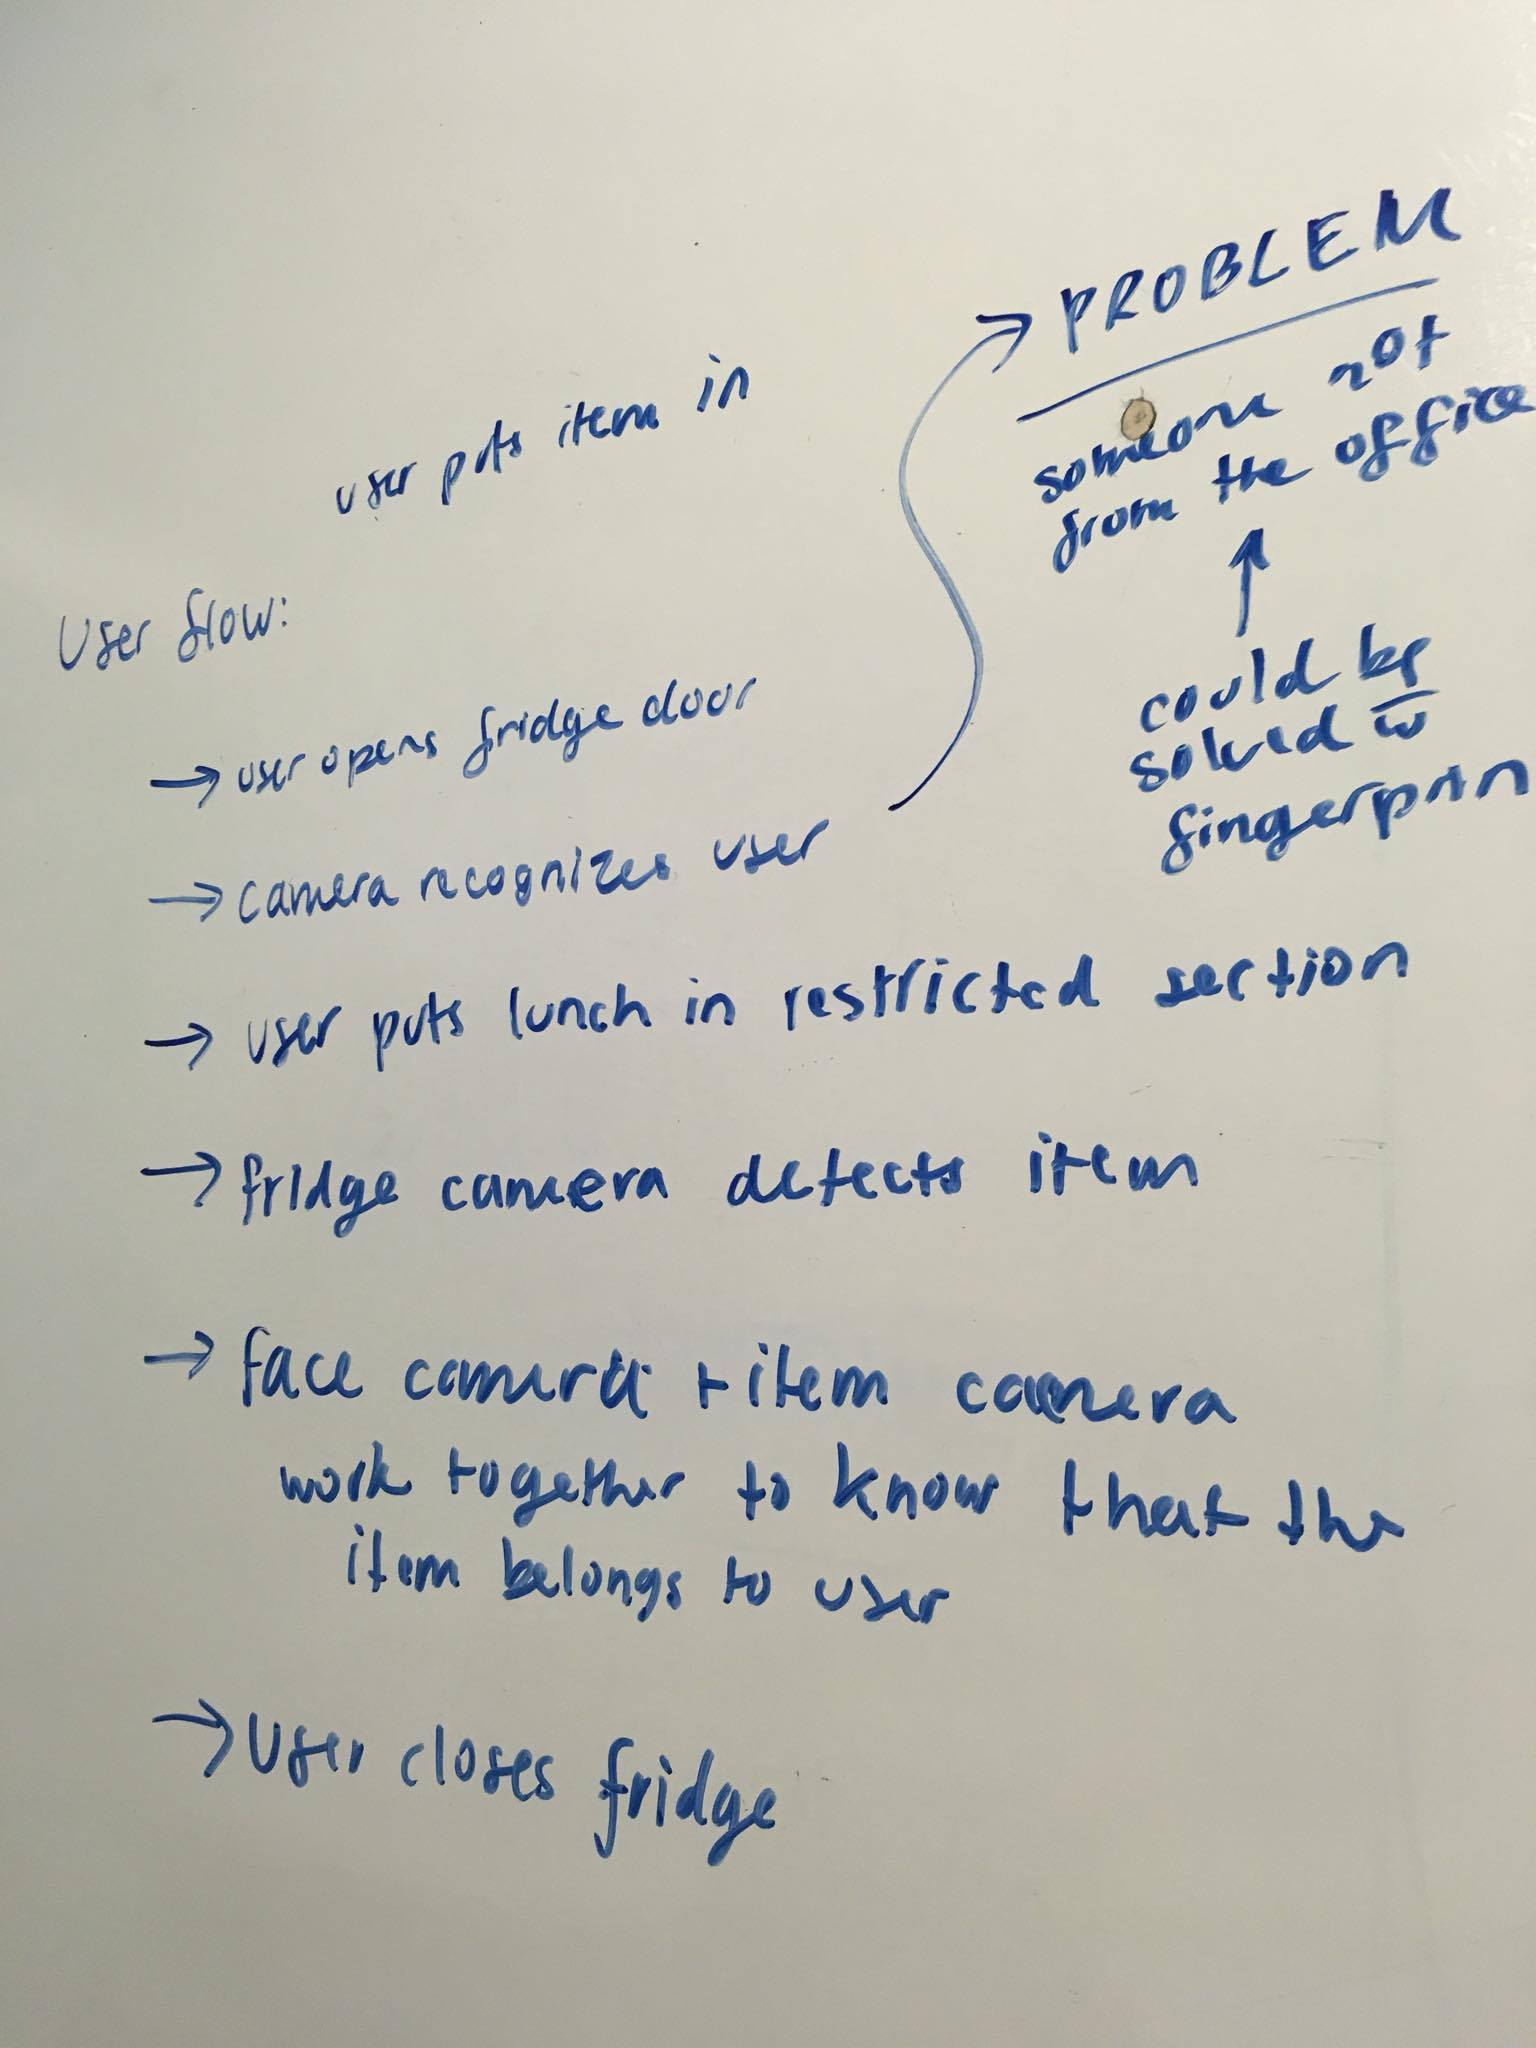 user puts item in
User flow:
→ user opens fridge door
→ camera recognizes user
→ user puts lunch in restricted section
→ fridge camera detects item
→ face camera + item camera
work together to know that the
item belongs to user
→ User closes fridge
→ PROBLEM
someone not
from the office
↑
could be
solved w
fingerprin